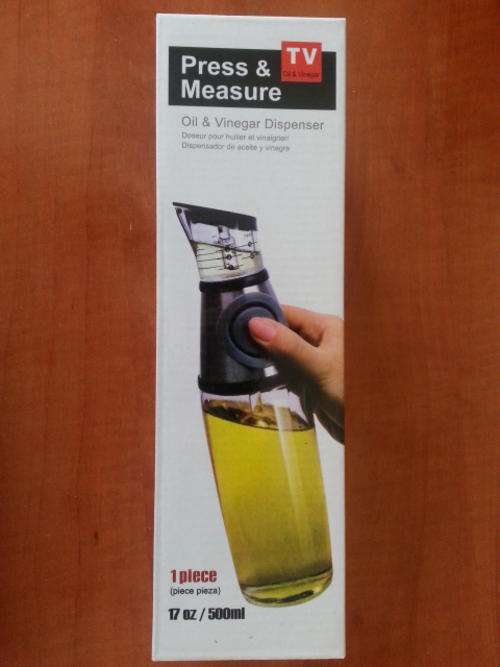 TV
Oil & Vinegar
Press &
Measure
Oil & Vinegar Dispenser
Doseur pour huilier et vinaigrier
Dispensador de aceite y vinagre
1 piece
(piece pieza)
17 oz / 500ml